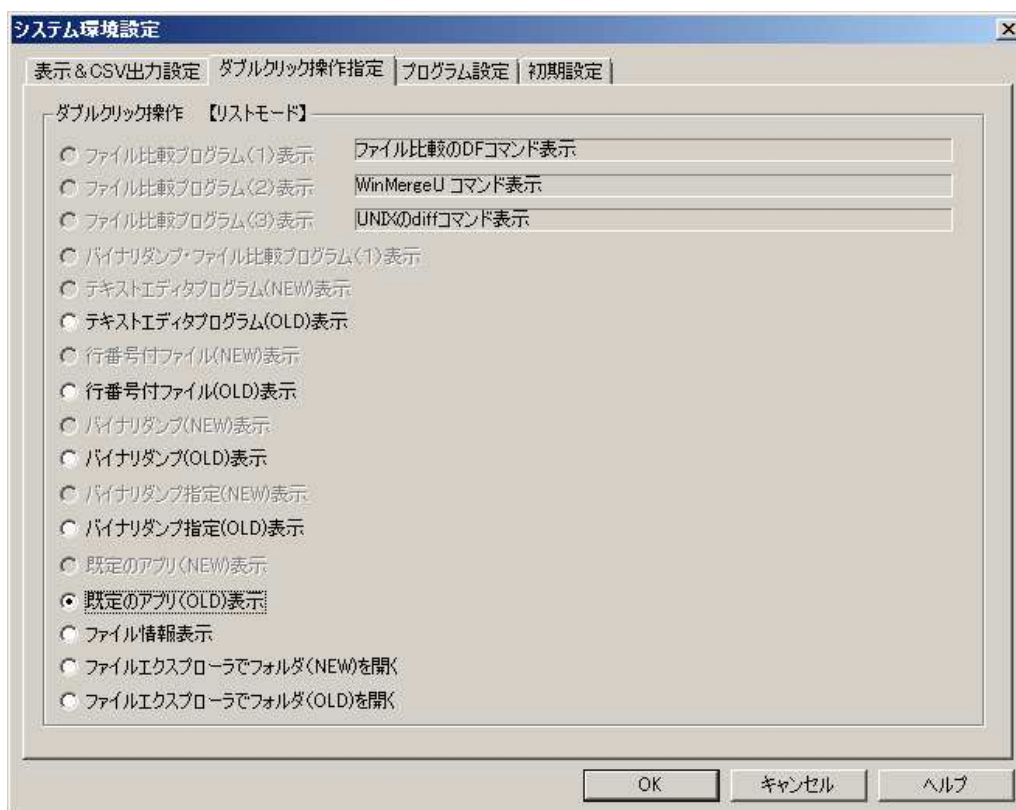 システム環境設定
表示＆CSV出力設定 ダブルクリック操作指定 プログラム設定 初期設定
ダブルクリック操作 【リストモード】
ファイル比較プログラム(1)表示 ファイル比較のDFコマンド表示
ファイル比較プログラム(2)表示 WinMergeU コマンド表示
ファイル比較プログラム(3)表示 UNIXのdiffコマンド表示
バイナリダンプ・ファイル比較プログラム(1)表示
テキストエディタプログラム(NEW)表示
テキストエディタプログラム(OLD)表示
行番号付ファイル(NEW)表示
行番号付ファイル(OLD)表示
バイナリダンプ(NEW)表示
バイナリダンプ(OLD)表示
バイナリダンプ指定(NEW)表示
バイナリダンプ指定(OLD)表示
既定のアプリ(NEW)表示
既定のアプリ(OLD)表示
ファイル情報表示
ファイルエクスプローラでフォルダ(NEW)を開く
ファイルエクスプローラでフォルダ(OLD)を開く
OK キャンセル ヘルプ